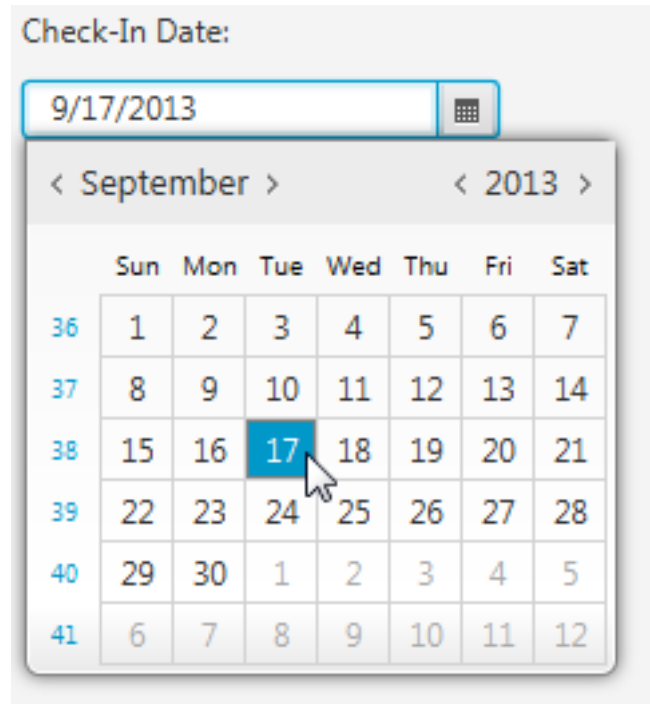 Check-In Date:
9/17/2013
< September > < 2013 >
Sun Mon Tue Wed Thu Fri Sat
36 1 2 3 4 5 6 7
37 8 9 10 11 12 13 14
38 15 16 17 18 19 20 21
39 22 23 24 25 26 27 28
40 29 30 1 2 3 4 5
41 6 7 8 9 10 11 12